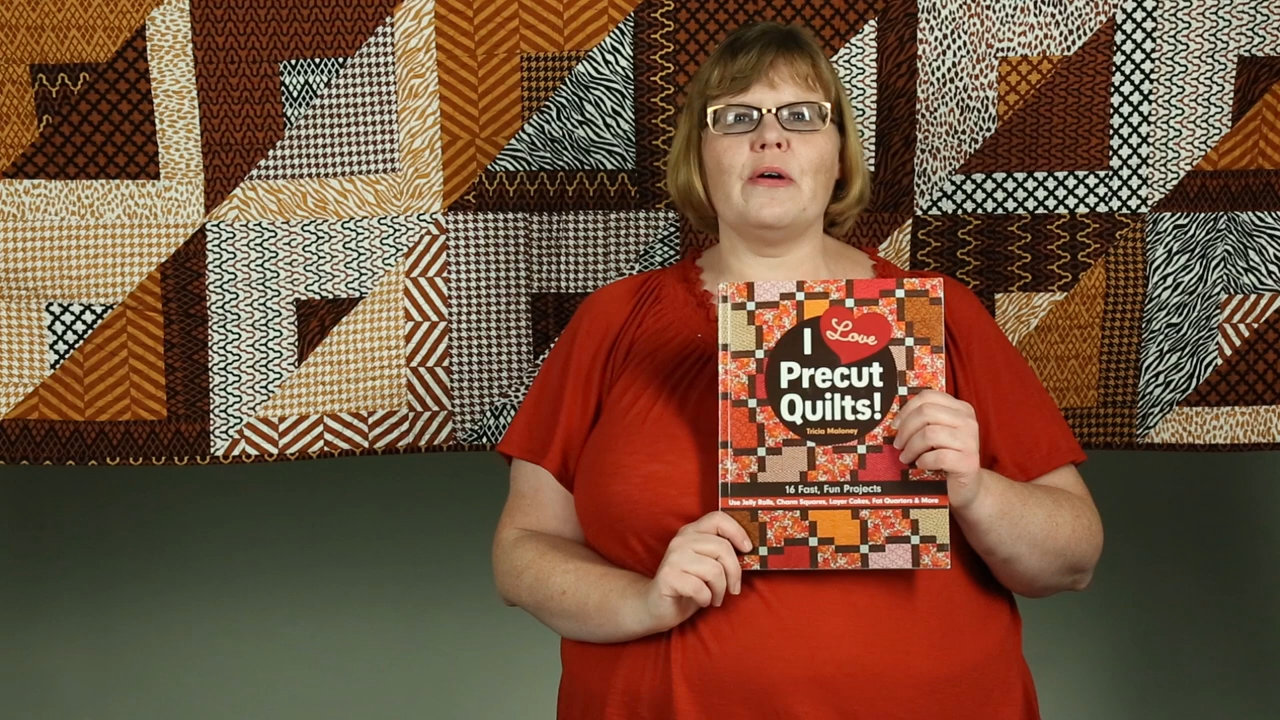 I Love
Precut
Quilts!
Tricia Maloney
16 Fast, Fun Projects
Use Jelly Rolls, Charm Squares, Layer Cakes, Fat Quarters & More